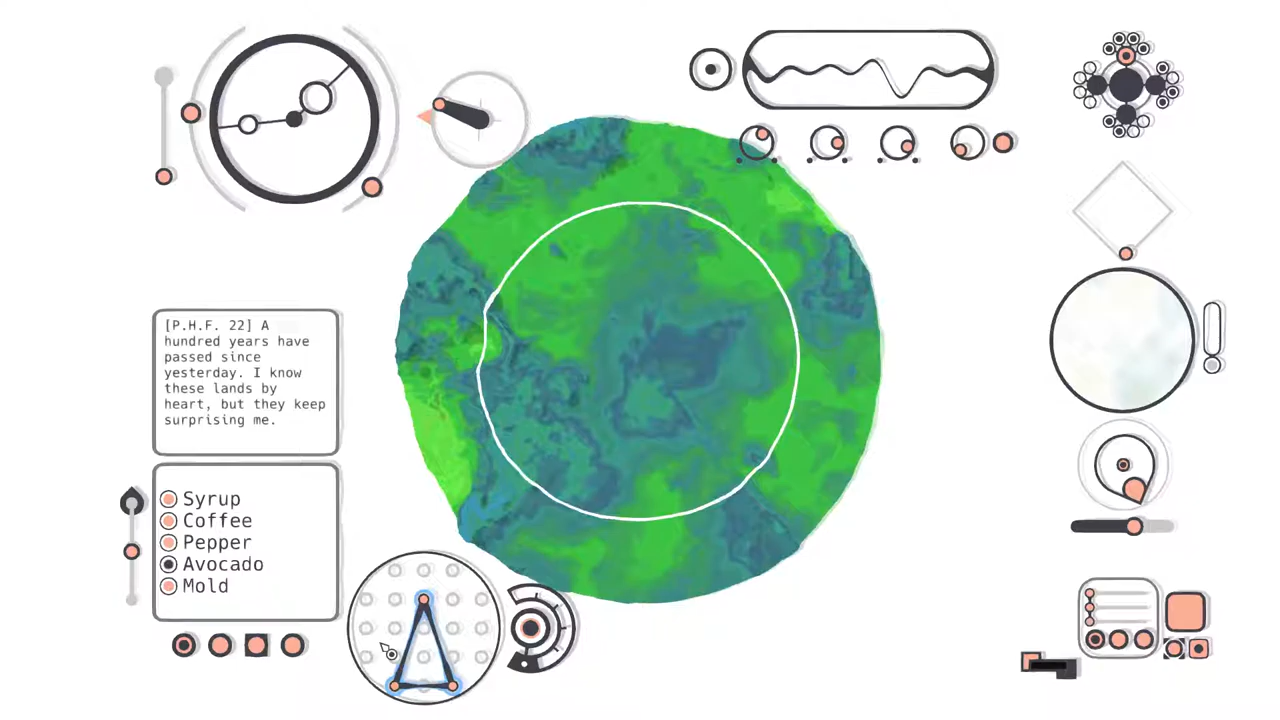 [P.H.F. 22] A
hundred years have
passed since
yesterday. I know
these lands by
heart, but they keep
surprising me.
Syrup
Coffee
Pepper
Avocado
Mold